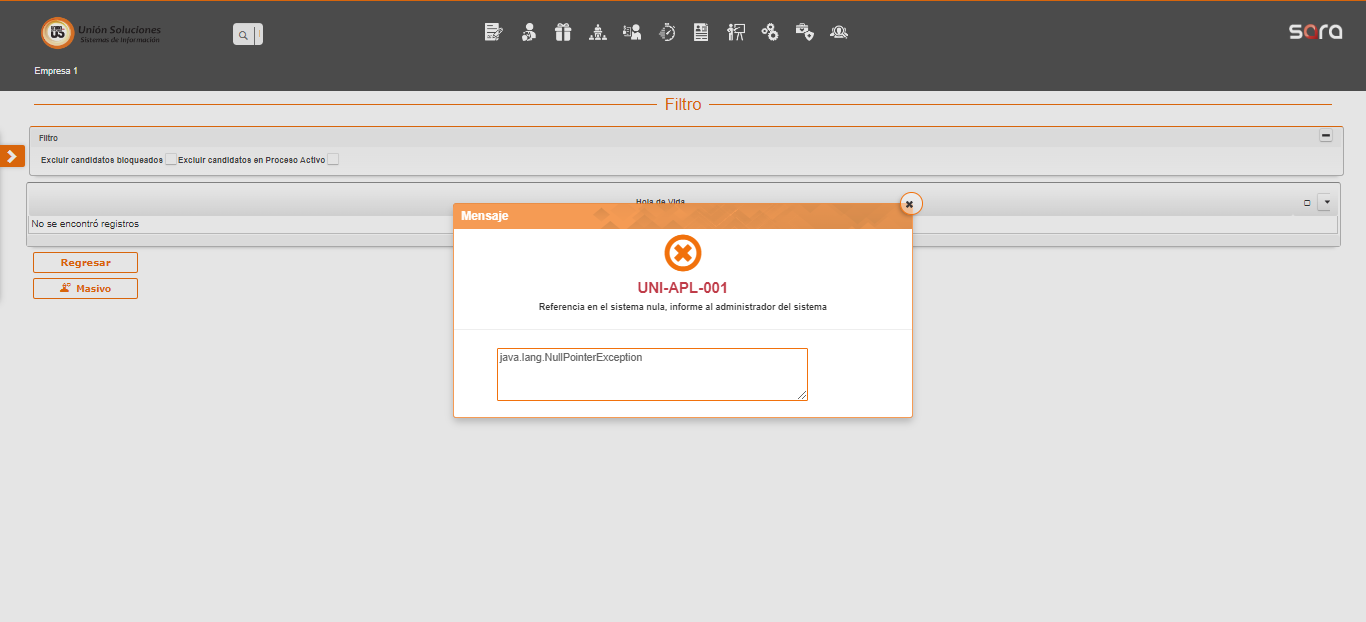 Unión Soluciones
Sistemas de Información
sora
Empresa 1
Filtro
Filtro
Excluir candidatos bloqueados Excluir candidatos en Proceso Activo
Hoja de Vida
No se encontró registros
Regresar
Masivo
Mensaje
UNI-APL-001
Referencia en el sistema nula, informe al administrador del sistema
java.lang.NullPointerException